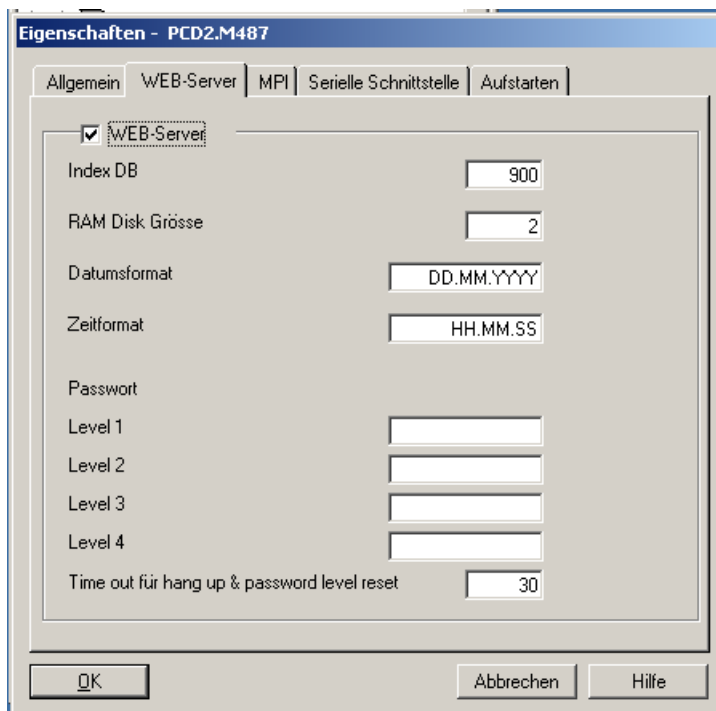 Eigenschaften - PCD2.M487
Allgemein WEB-Server MPI Serielle Schnittstelle Aufstarten
WEB-Server
Index DB 900
RAM Disk Grösse 2
Datumsformat DD.MM.YYYY
Zeitformat HH.MM.SS
Passwort
Level 1
Level 2
Level 3
Level 4
Time out für hang up & password level reset 30
OK Abbrechen Hilfe